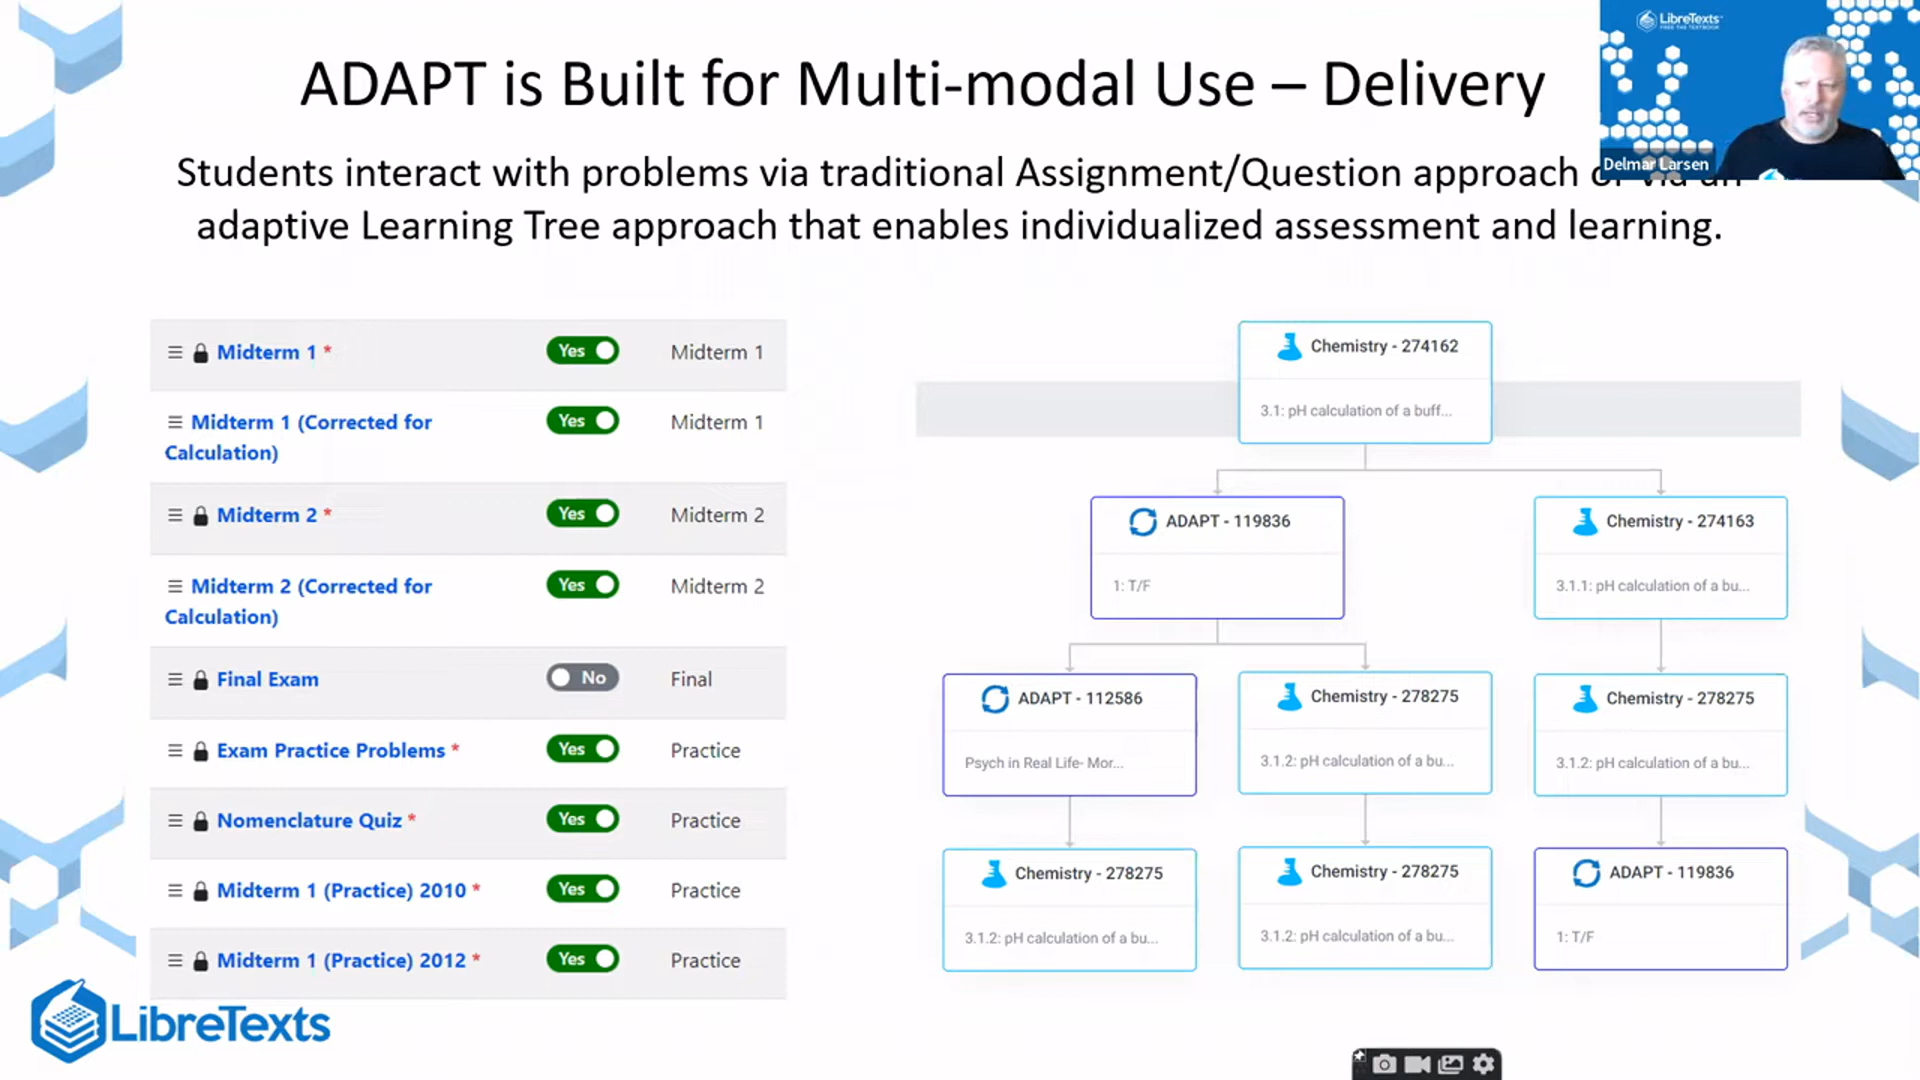 ADAPT is Built for Multi-modal Use – Delivery
LibreTexts
FREE THE TEXTBOOK
Delmar Larsen
Students interact with problems via traditional Assignment/Question approach or via an
adaptive Learning Tree approach that enables individualized assessment and learning.
Midterm 1 * Yes Midterm 1
Midterm 1 (Corrected for Yes Midterm 1
Calculation)
Midterm 2 * Yes Midterm 2
Midterm 2 (Corrected for Yes Midterm 2
Calculation)
Final Exam No Final
Exam Practice Problems * Yes Practice
Nomenclature Quiz * Yes Practice
Midterm 1 (Practice) 2010 * Yes Practice
Midterm 1 (Practice) 2012 * Yes Practice
Chemistry - 274162
3.1: pH calculation of a buff...
ADAPT - 119836
1: T/F
Chemistry - 274163
3.1.1: pH calculation of a bu...
ADAPT - 112586
Psych in Real Life- Mor...
Chemistry - 278275
3.1.2: pH calculation of a bu...
Chemistry - 278275
3.1.2: pH calculation of a bu...
Chemistry - 278275
3.1.2: pH calculation of a bu...
Chemistry - 278275
3.1.2: pH calculation of a bu...
ADAPT - 119836
1: T/F
LibreTexts